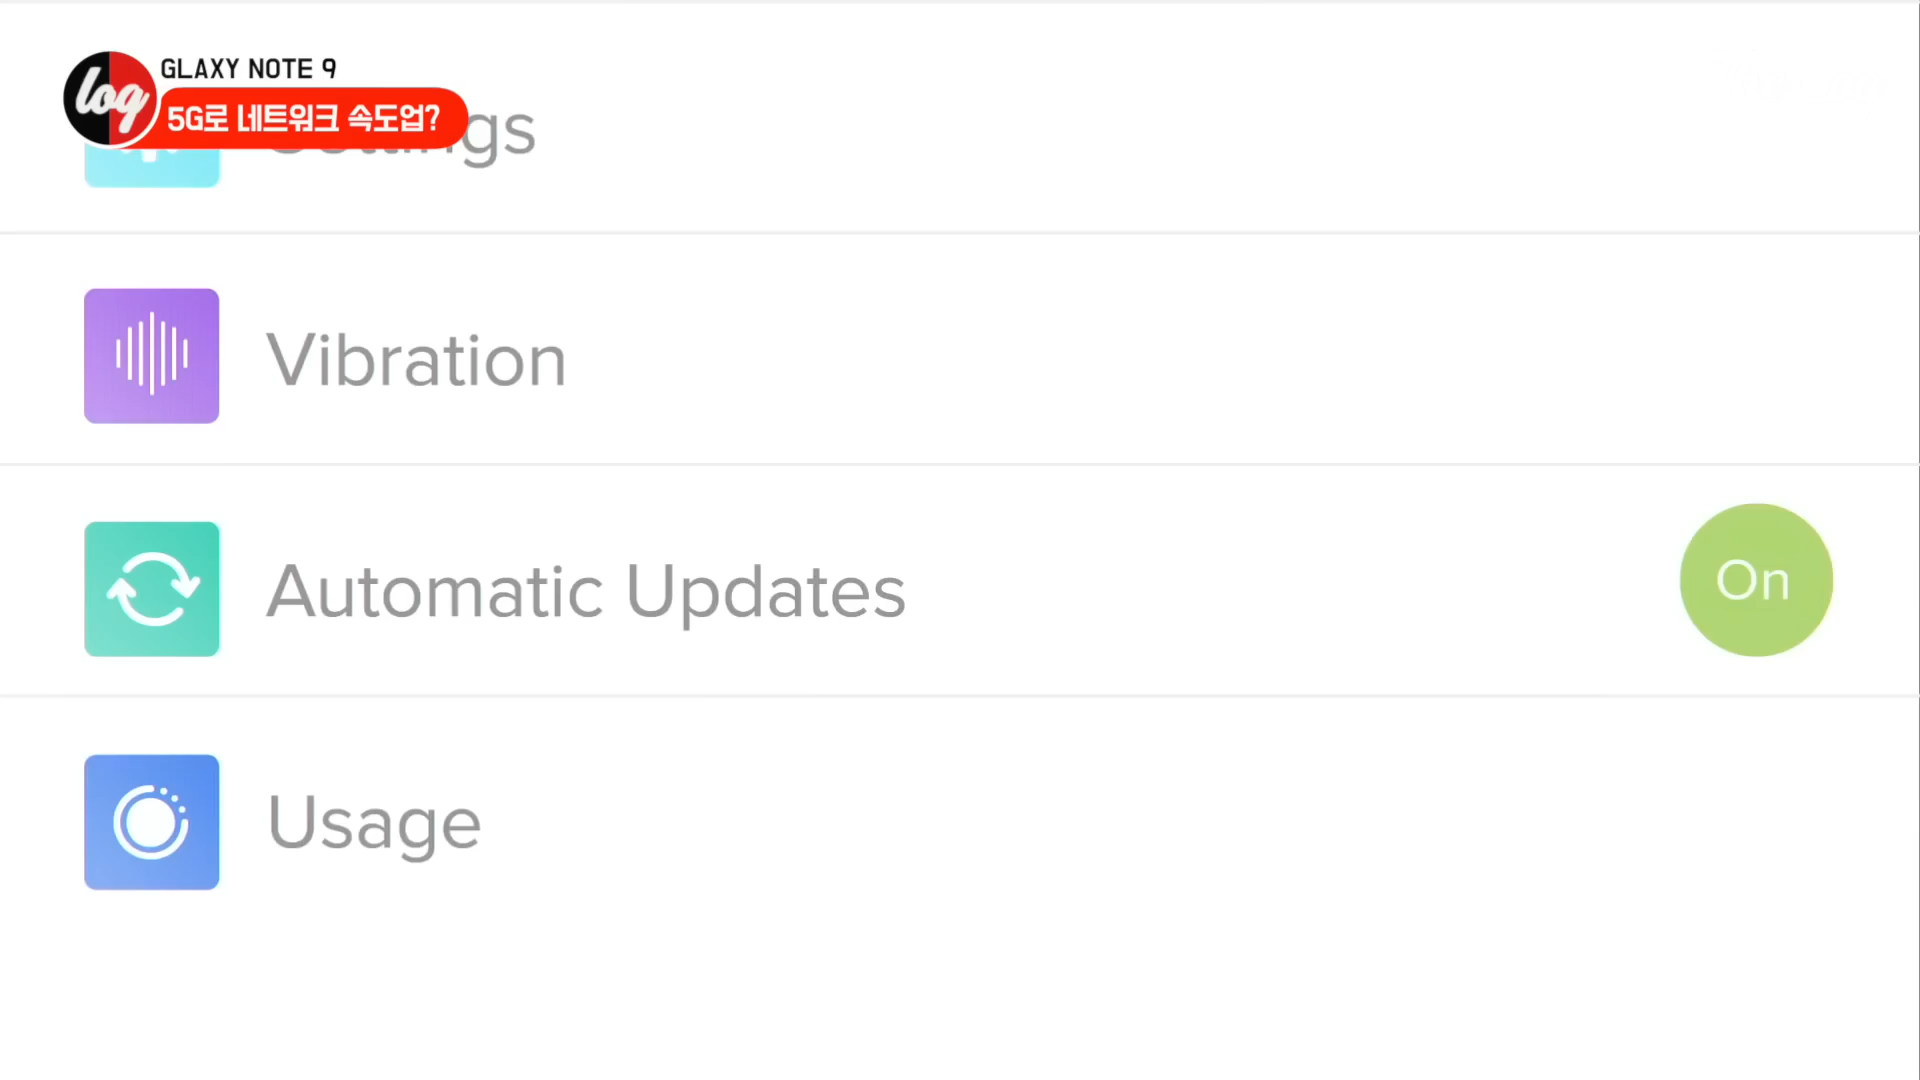 log
GLAXY NOTE 9
5G로 네트워크 속도업?
Settings
Vibration
Automatic Updates
On
Usage